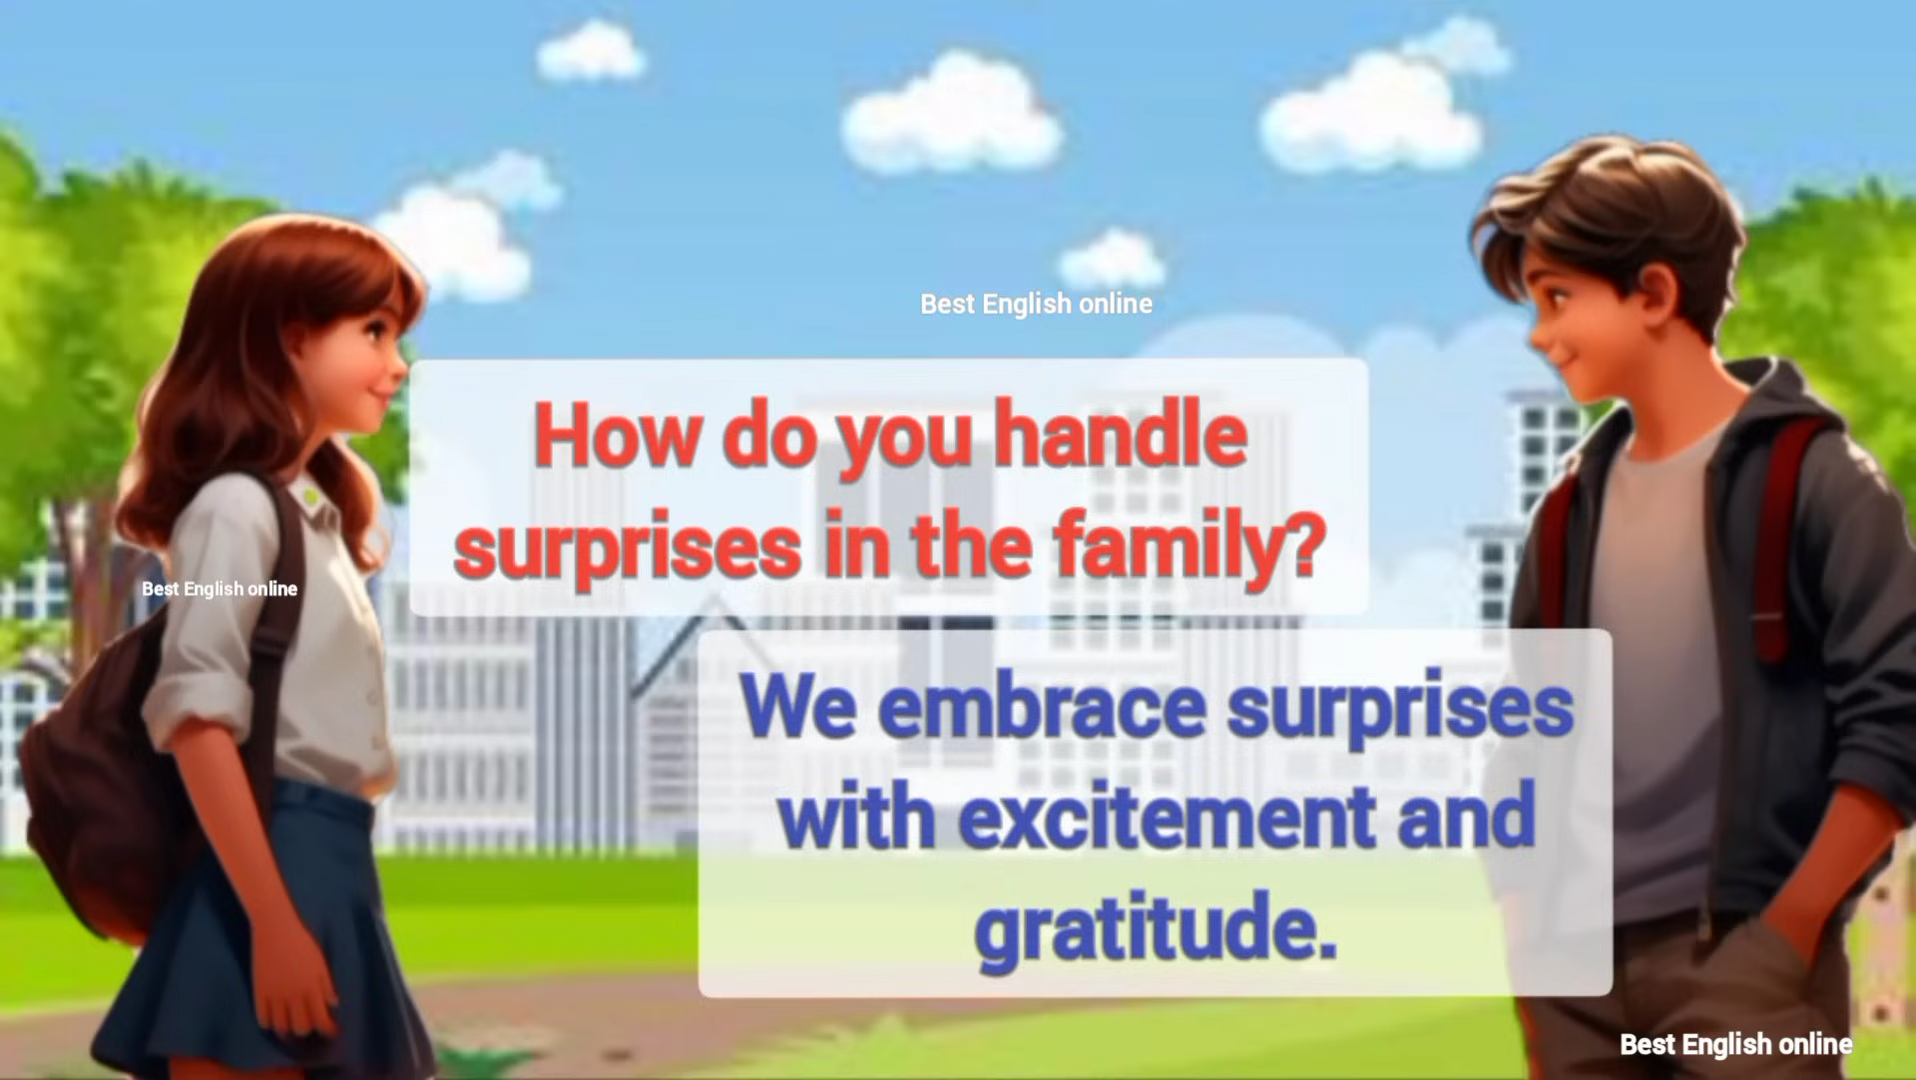 Best English online
How do you handle
surprises in the family?
Best English online
We embrace surprises
with excitement and
gratitude.
Best English online